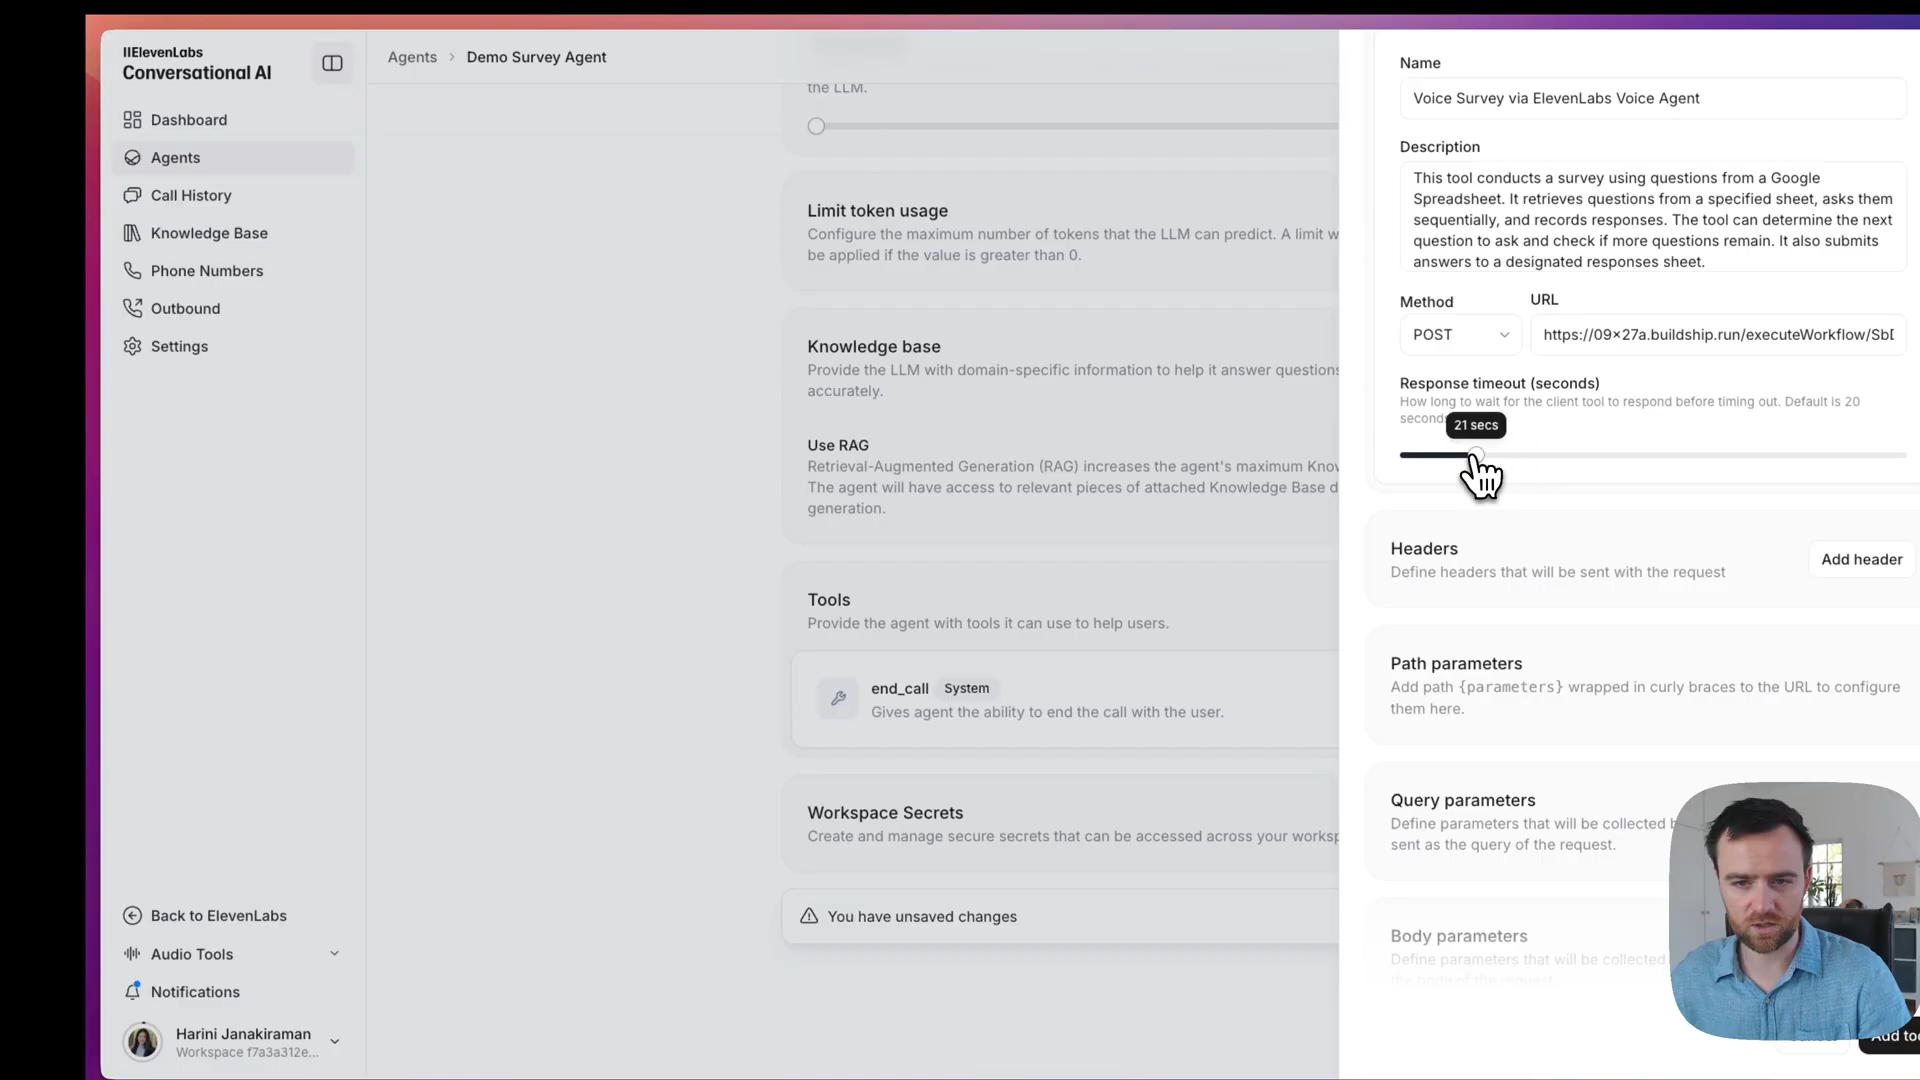 IIElevenLabs
Conversational AI
Dashboard
Agents
Call History
Knowledge Base
Phone Numbers
Outbound
Settings
Back to ElevenLabs
Audio Tools
Notifications
Harini Janakiraman
Workspace f7a3a312e...
Agents > Demo Survey Agent
the LLM.
Limit token usage
Configure the maximum number of tokens that the LLM can predict. A limit w
be applied if the value is greater than 0.
Knowledge base
Provide the LLM with domain-specific information to help it answer questions
accurately.
Use RAG
Retrieval-Augmented Generation (RAG) increases the agent's maximum Know
The agent will have access to relevant pieces of attached Knowledge Base d
generation.
Tools
Provide the agent with tools it can use to help users.
end_call System
Gives agent the ability to end the call with the user.
Workspace Secrets
Create and manage secure secrets that can be accessed across your worksp
You have unsaved changes
Name
Voice Survey via ElevenLabs Voice Agent
Description
This tool conducts a survey using questions from a Google
Spreadsheet. It retrieves questions from a specified sheet, asks them
sequentially, and records responses. The tool can determine the next
question to ask and check if more questions remain. It also submits
answers to a designated responses sheet.
Method URL
POST https://09x27a.buildship.run/executeWorkflow/Sb
Response timeout (seconds)
How long to wait for the client tool to respond before timing out. Default is 20
second
21 secs
Headers
Define headers that will be sent with the request
Add header
Path parameters
Add path {parameters} wrapped in curly braces to the URL to configure
them here.
Query parameters
Define parameters that will be collected
sent as the query of the request.
Body parameters
Define parameters that will be collected
the body of the request.
Add too